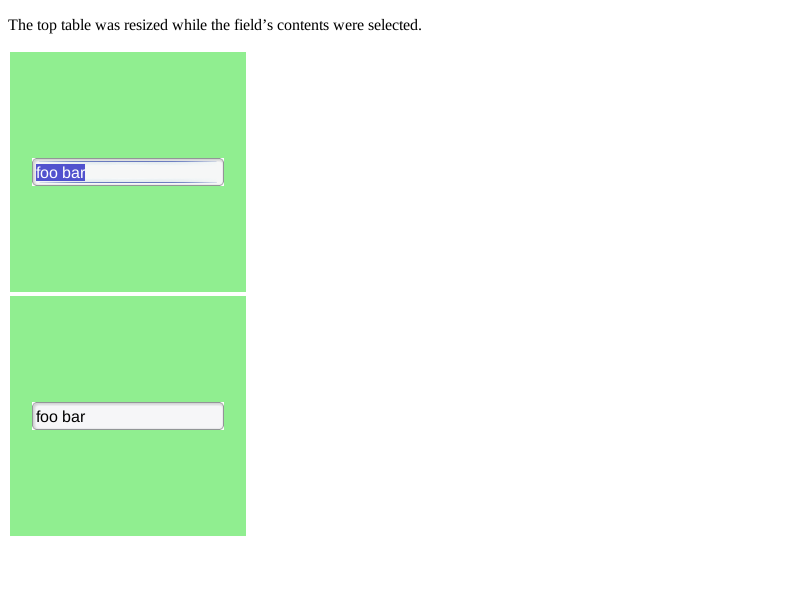 The top table was resized while the field’s contents were selected.
foo bar
foo bar